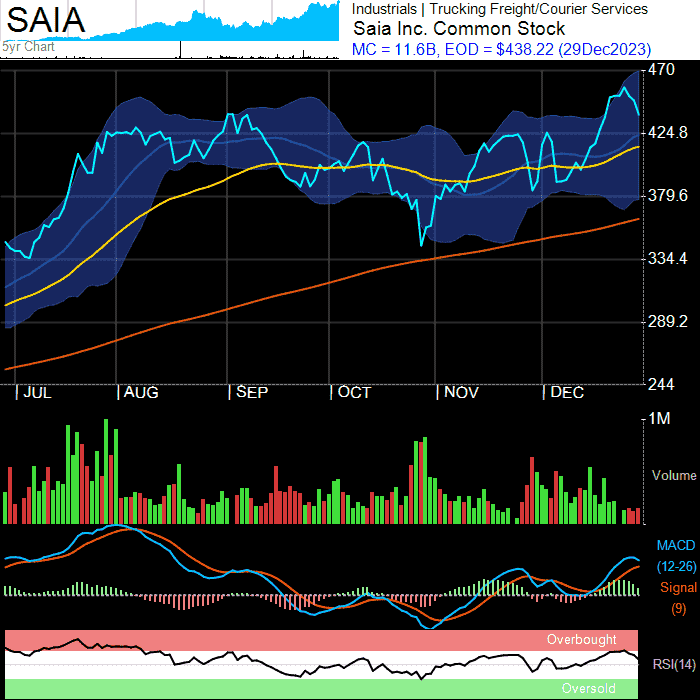 SAIA
5yr Chart
Industrials | Trucking Freight/Courier Services
Saia Inc. Common Stock
MC = 11.6B, EOD = $438.22 (29Dec2023)
470
424.8
379.6
334.4
289.2
244
|JUL |AUG |SEP |OCT |NOV |DEC
1M
Volume
MACD
(12-26)
Signal
(9)
Overbought
RSI(14)
Oversold